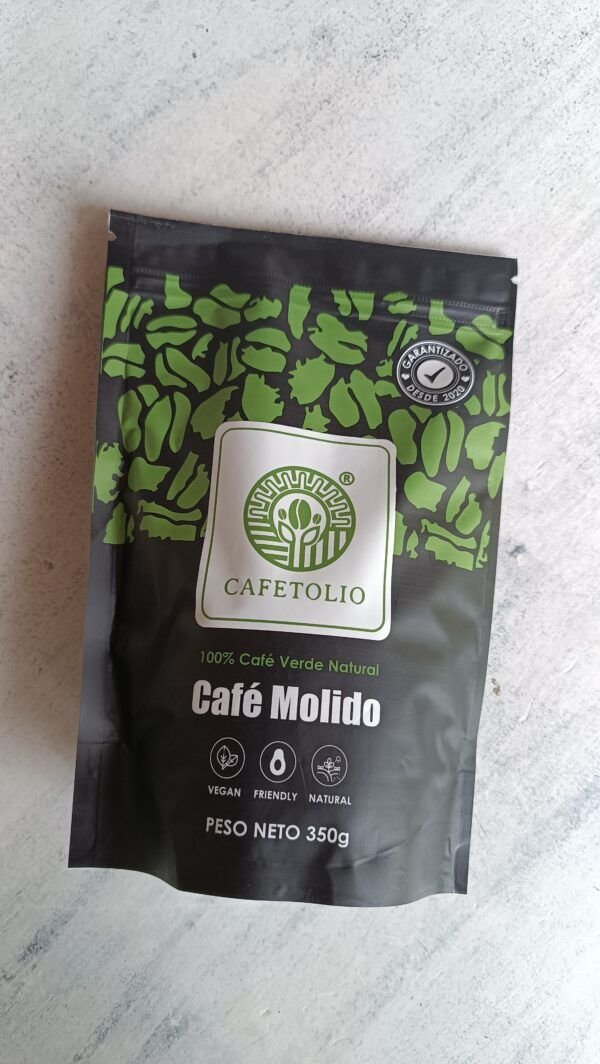 GARANTIZADO
DESDE 2020
®
CAFETOLIO
100% Café Verde Natural
Café Molido
VEGAN FRIENDLY NATURAL
PESO NETO 350g